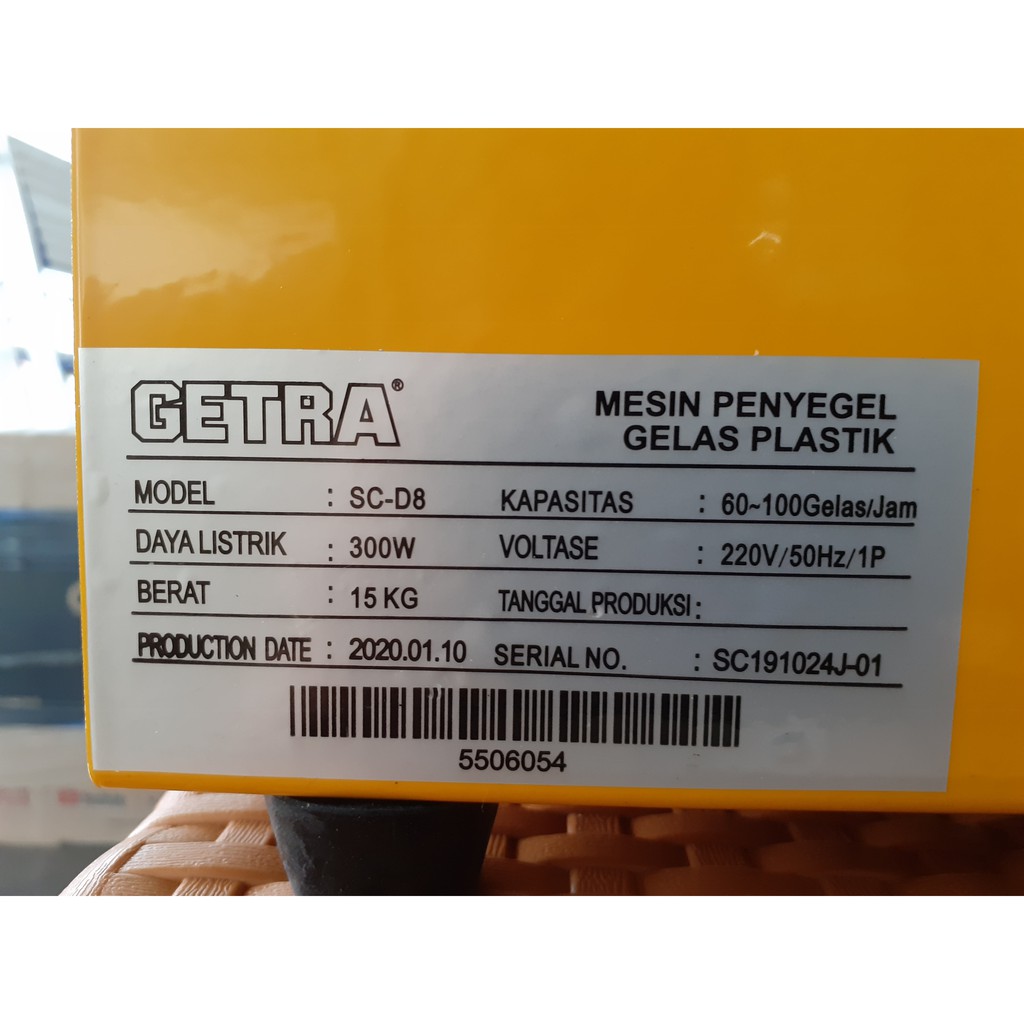 GETRA®
MESIN PENYEGEL
GELAS PLASTIK
MODEL : SC-D8 KAPASITAS : 60~100Gelas/Jam
DAYA LISTRIK : 300W VOLTASE : 220V/50Hz/1P
BERAT : 15 KG TANGGAL PRODUKSI :
PRODUCTION DATE : 2020.01.10 SERIAL NO. : SC191024J-01
5506054